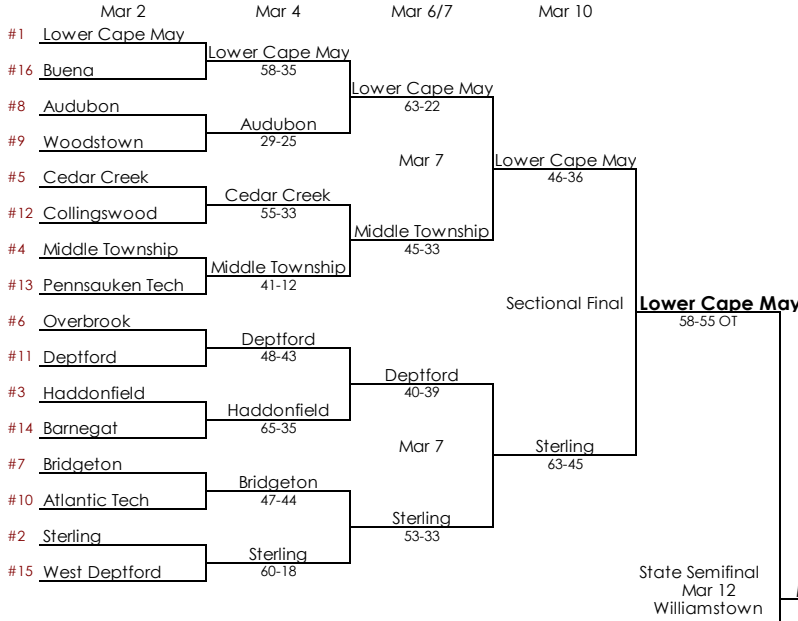 Mar 2 Mar 4 Mar 6/7 Mar 10
#1 Lower Cape May
Lower Cape May
58-35
#16 Buena
Lower Cape May
63-22
#8 Audubon
Audubon
29-25
#9 Woodstown
Mar 7
Lower Cape May
46-36
#5 Cedar Creek
Cedar Creek
55-33
#12 Collingswood
Middle Township
45-33
#4 Middle Township
Middle Township
41-12
#13 Pennsauken Tech
Sectional Final
Lower Cape May
58-55 OT
#6 Overbrook
Deptford
48-43
#11 Deptford
Deptford
40-39
#3 Haddonfield
Haddonfield
65-35
#14 Barnegat
Mar 7
Sterling
63-45
#7 Bridgeton
Bridgeton
47-44
#10 Atlantic Tech
Sterling
53-33
#2 Sterling
Sterling
60-18
#15 West Deptford
State Semifinal
Mar 12
Williamstown